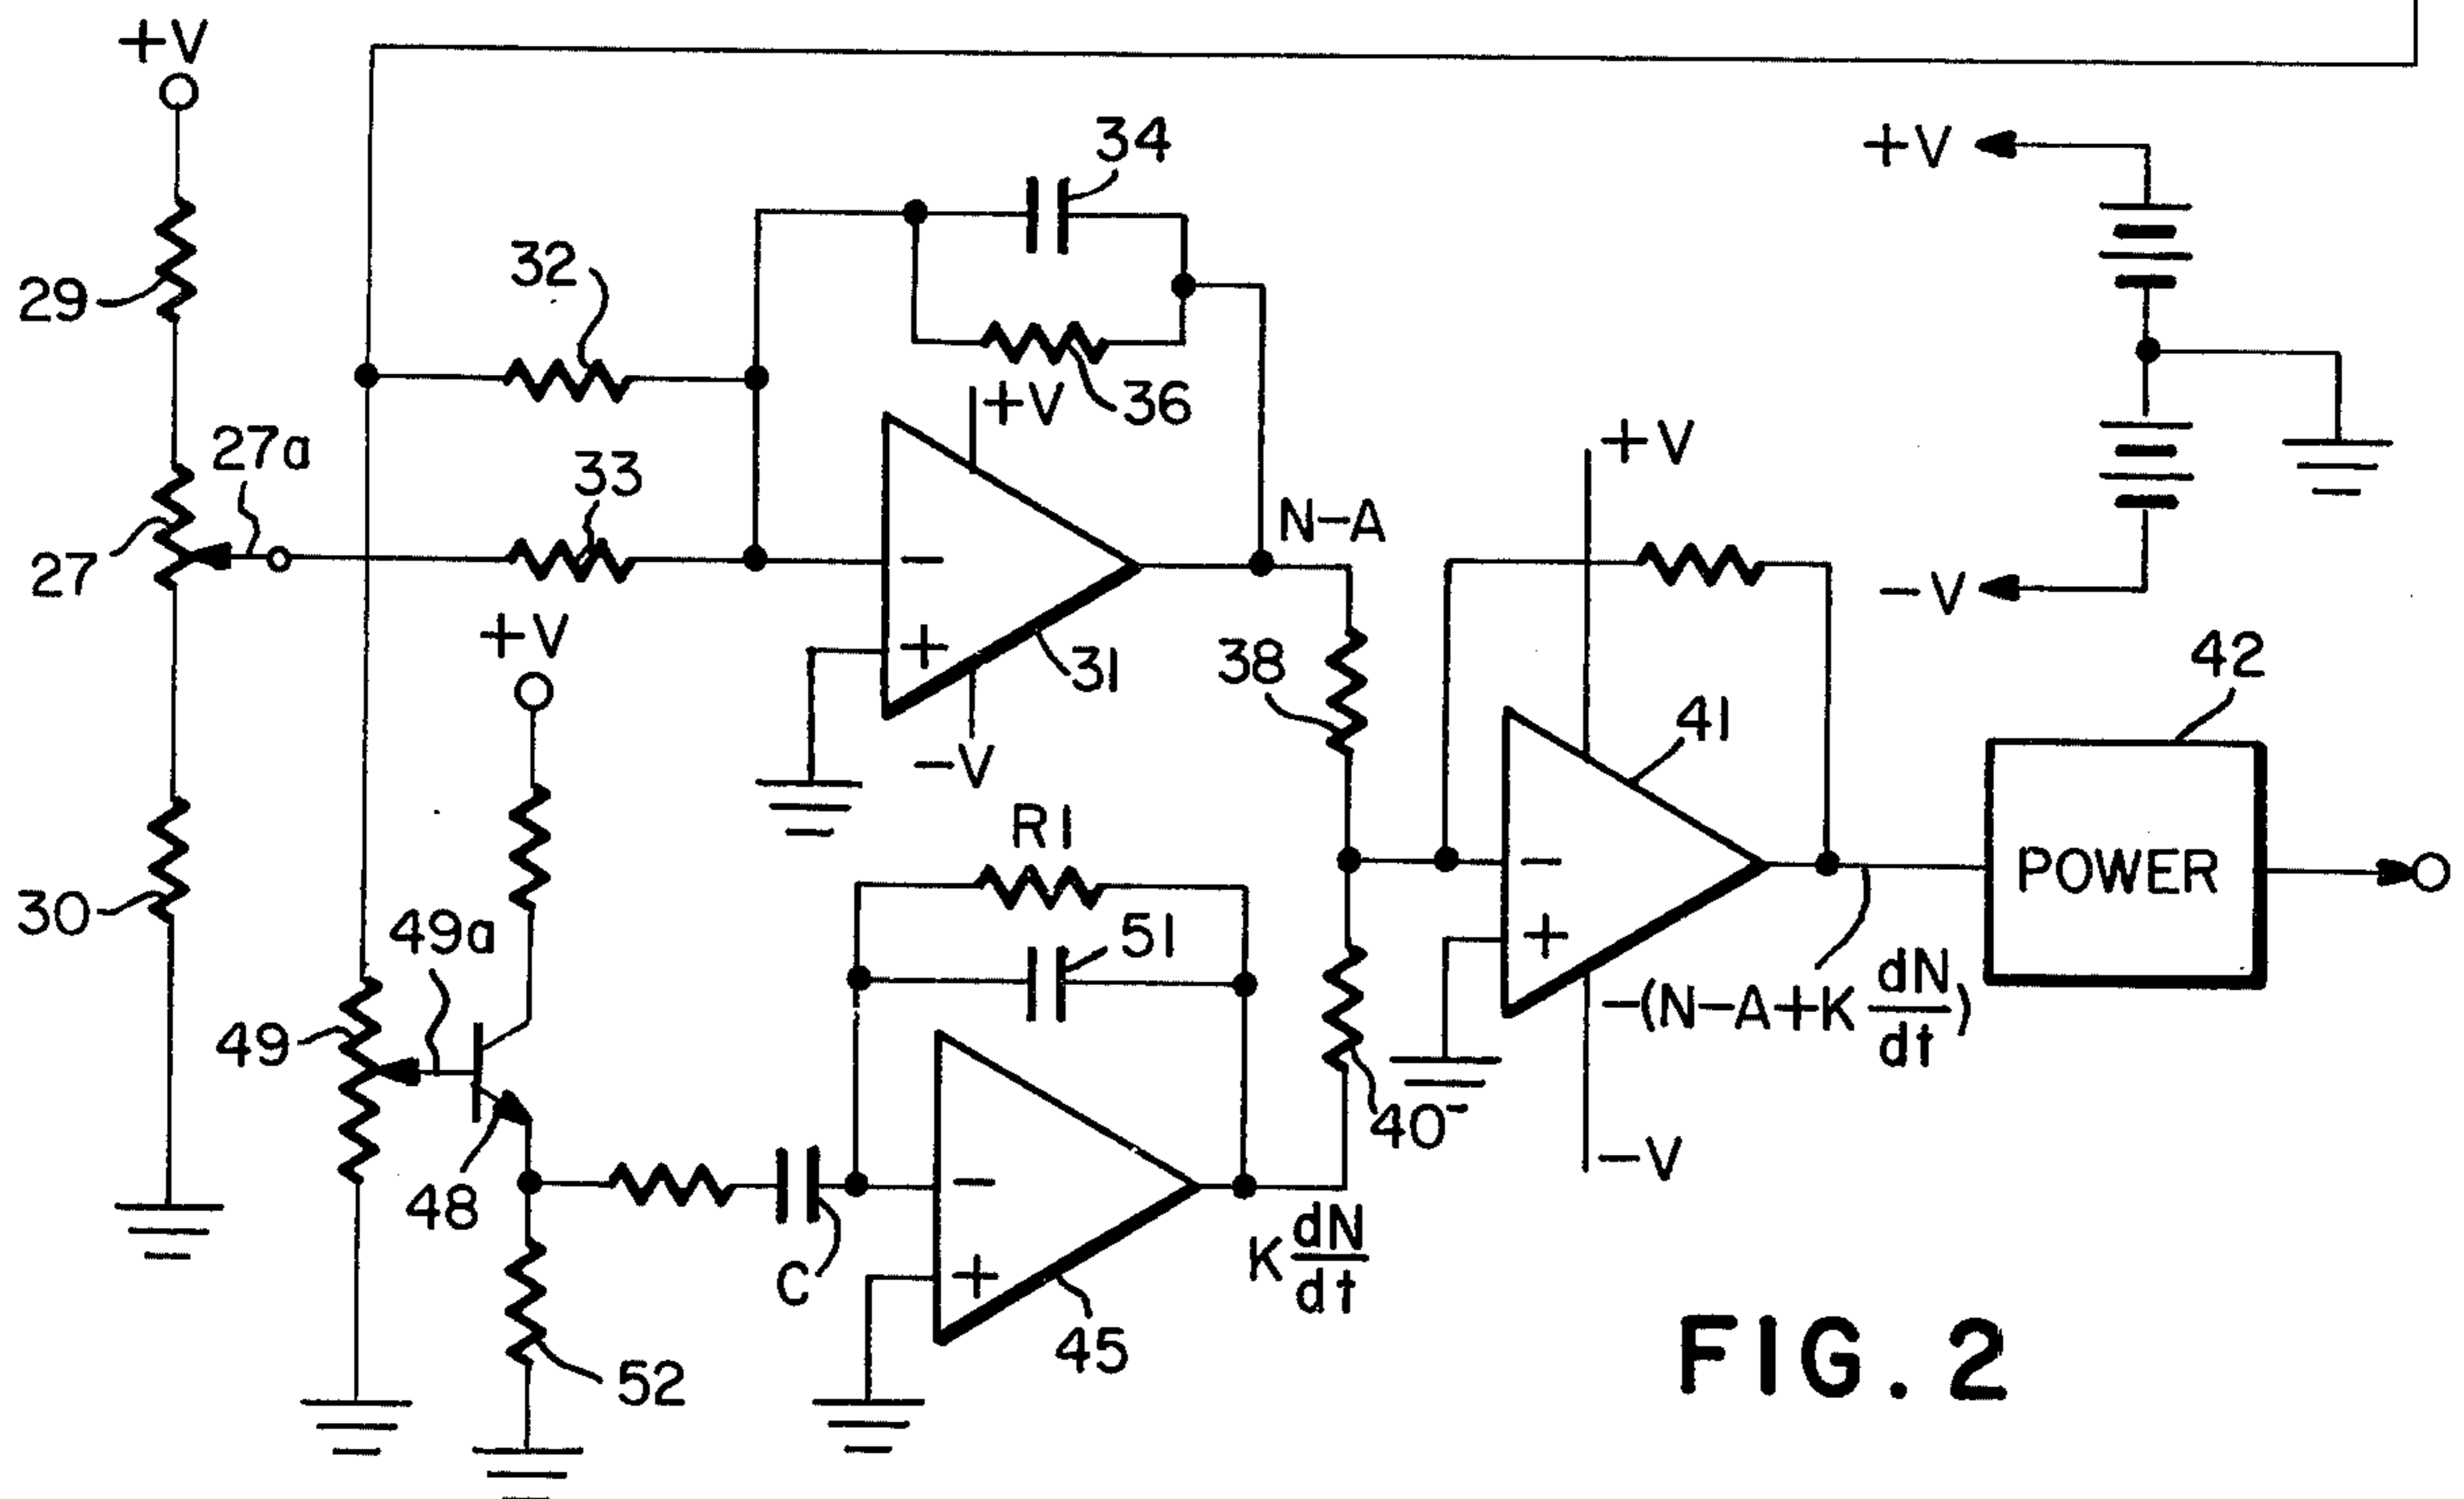 +V
34
+V
32
29
+V
36
27a
33
+V
N-A
27
-V
+V
31
38
42
41
-V
R1
POWER
30
49a
51
-(N-A+K dN/dt)
49
40
-V
48
K dN/dt
C
45
52
FIG. 2